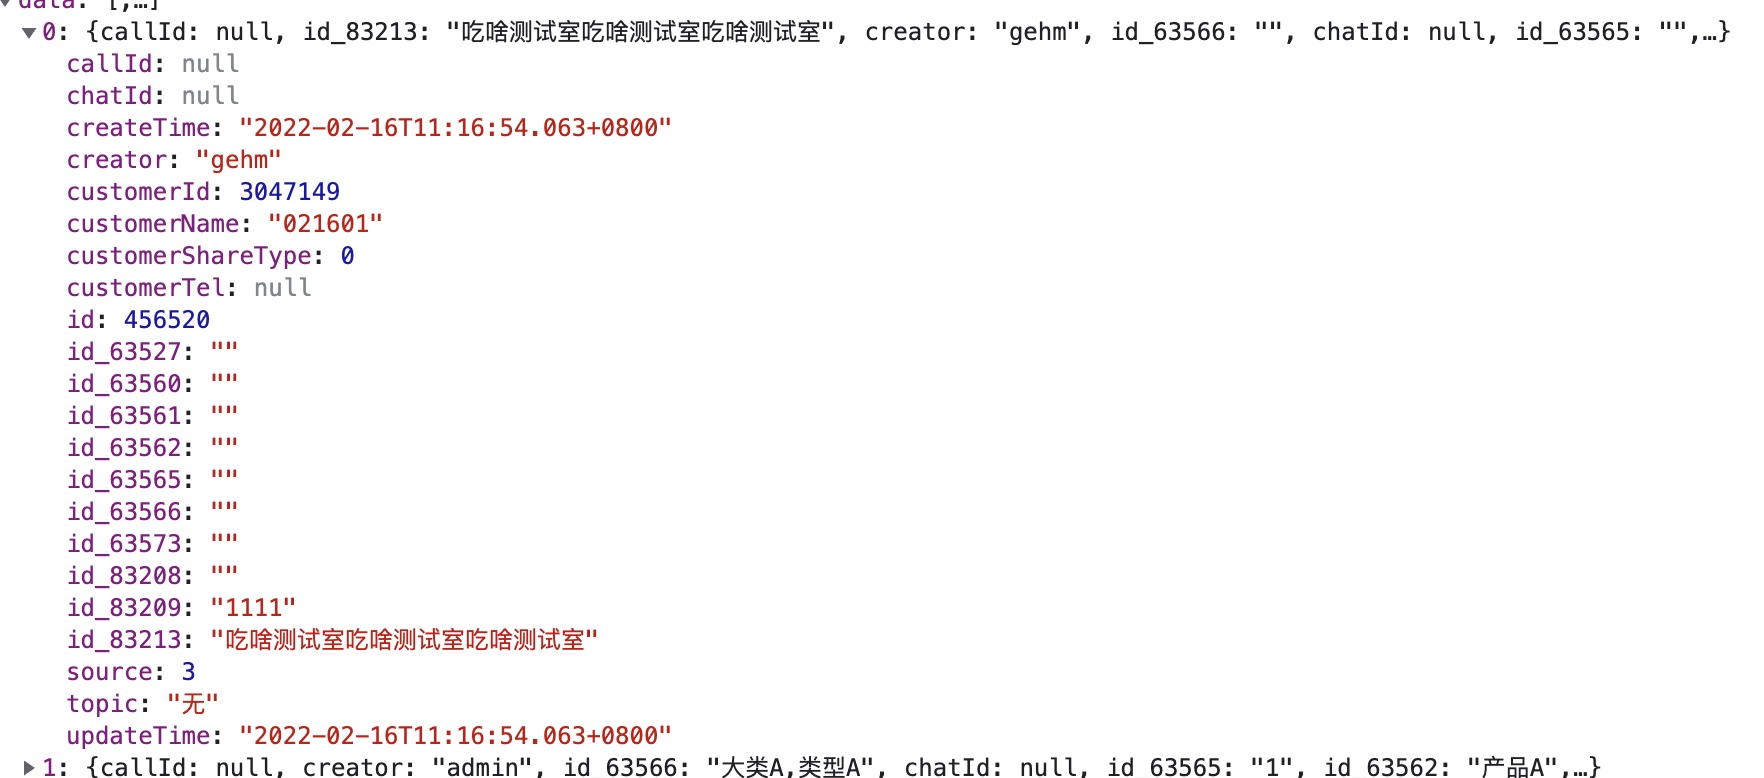 data: [,…]
0: {callId: null, id_83213: "吃啥测试室吃啥测试室吃啥测试室", creator: "gehm", id_63566: "", chatId: null, id_63565: "",…}
callId: null
chatId: null
createTime: "2022-02-16T11:16:54.063+0800"
creator: "gehm"
customerId: 3047149
customerName: "021601"
customerShareType: 0
customerTel: null
id: 456520
id_63527: ""
id_63560: ""
id_63561: ""
id_63562: ""
id_63565: ""
id_63566: ""
id_63573: ""
id_83208: ""
id_83209: "1111"
id_83213: "吃啥测试室吃啥测试室吃啥测试室"
source: 3
topic: "无"
updateTime: "2022-02-16T11:16:54.063+0800"
1: {callId: null, creator: "admin", id_63566: "大类A,类型A", chatId: null, id_63565: "1", id_63562: "产品A",…}